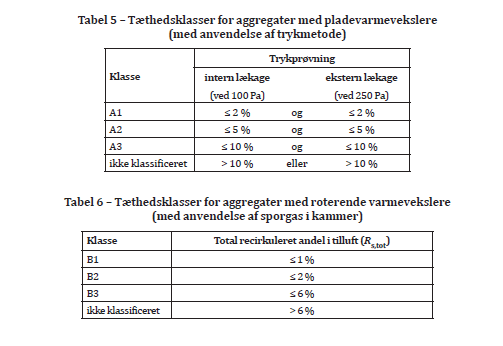 Tabel 5 – Tæthedsklasser for aggregater med pladevarmevekslere
(med anvendelse af trykmetode)
Klasse Trykprøvning
intern lækage ekstern lækage
(ved 100 Pa) (ved 250 Pa)
A1 ≤ 2 % og ≤ 2 %
A2 ≤ 5 % og ≤ 5 %
A3 ≤ 10 % og ≤ 10 %
ikke klassificeret > 10 % eller > 10 %
Tabel 6 – Tæthedsklasser for aggregater med roterende varmevekslere
(med anvendelse af sporgas i kammer)
Klasse Total recirkuleret andel i tilluft (Rs,tot)
B1 ≤ 1 %
B2 ≤ 2 %
B3 ≤ 6 %
ikke klassificeret > 6 %